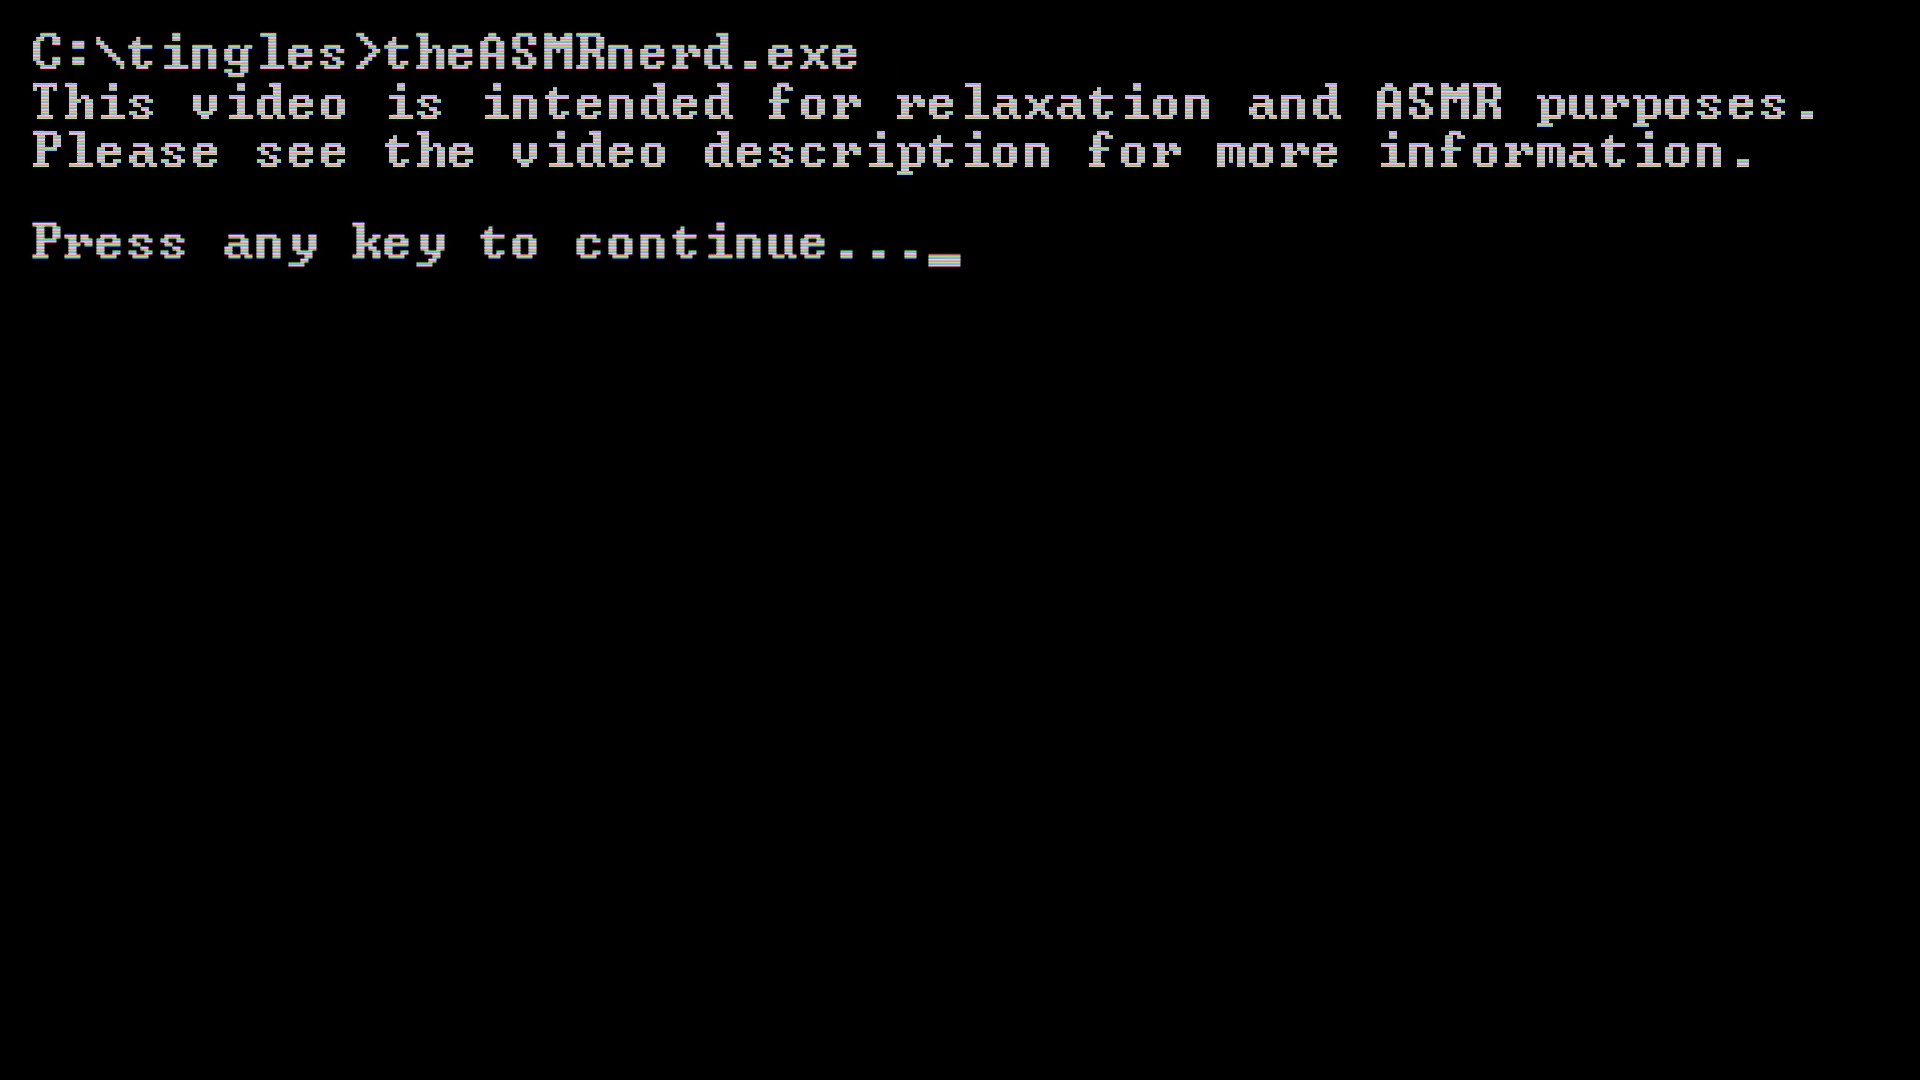 C:\tingles>theASMRnerd.exe
This video is intended for relaxation and ASMR purposes.
Please see the video description for more information.
Press any key to continue..._